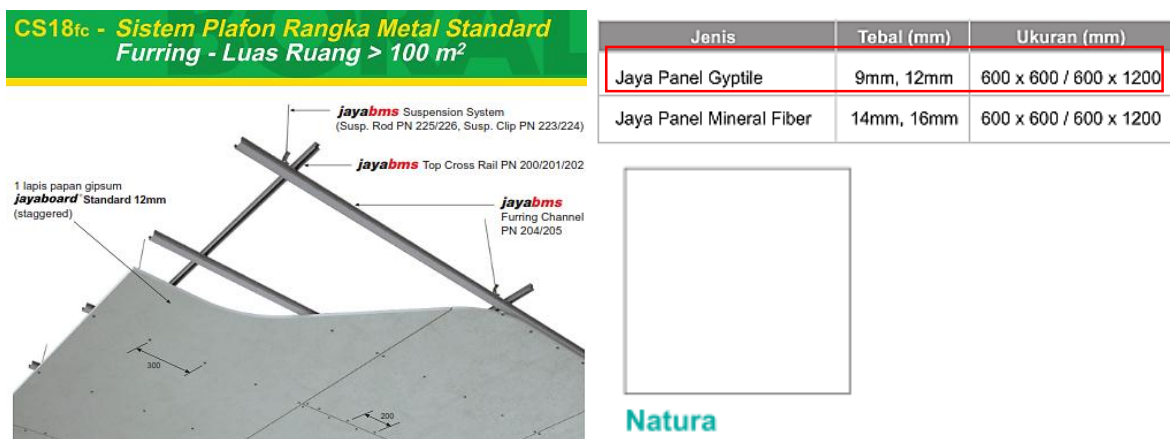 CS18fc - Sistem Plafon Rangka Metal Standard
Furring - Luas Ruang > 100 m²
jayabms Suspension System
(Susp. Rod PN 225/226, Susp. Clip PN 223/224)
jayabms Top Cross Rail PN 200/201/202
1 lapis papan gipsum
jayaboard® Standard 12mm
(staggered)
jayabms
Furring Channel
PN 204/205
300
200
Jenis Tebal (mm) Ukuran (mm)
Jaya Panel Gyptile 9mm, 12mm 600 x 600 / 600 x 1200
Jaya Panel Mineral Fiber 14mm, 16mm 600 x 600 / 600 x 1200
Natura